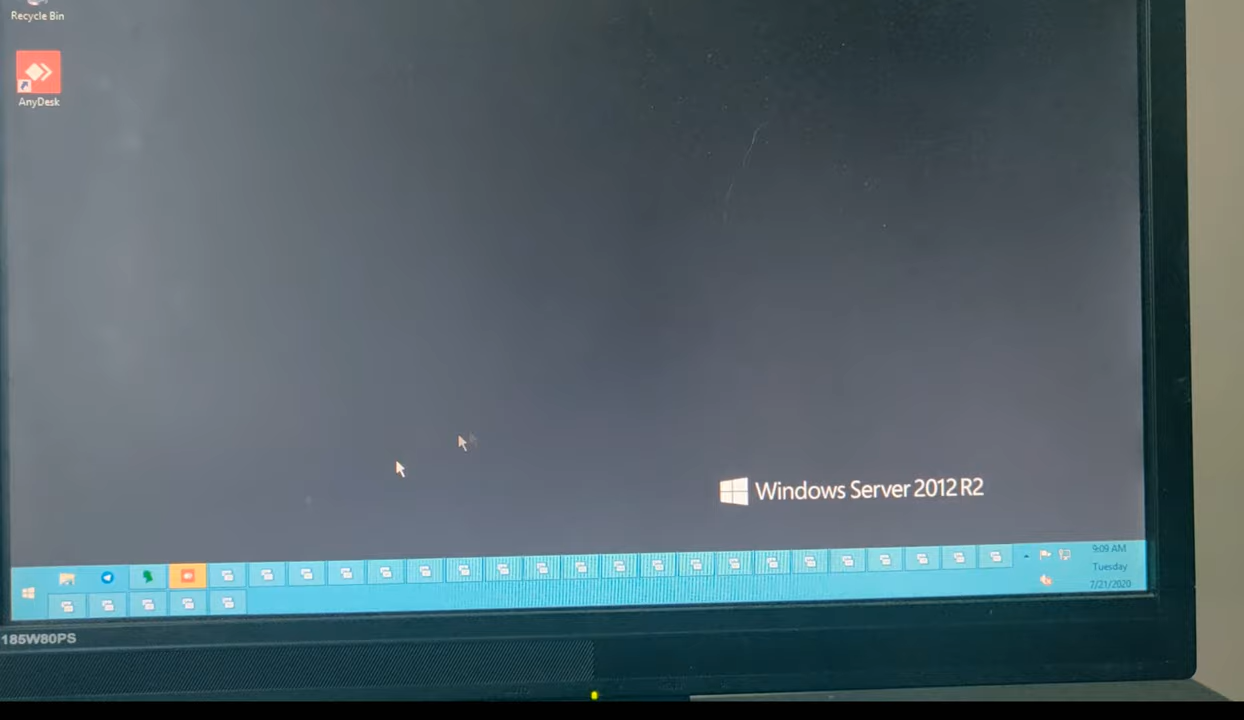 Recycle Bin
AnyDesk
Windows Server 2012 R2
9:09 AM
Tuesday
7/21/2020
185W80PS